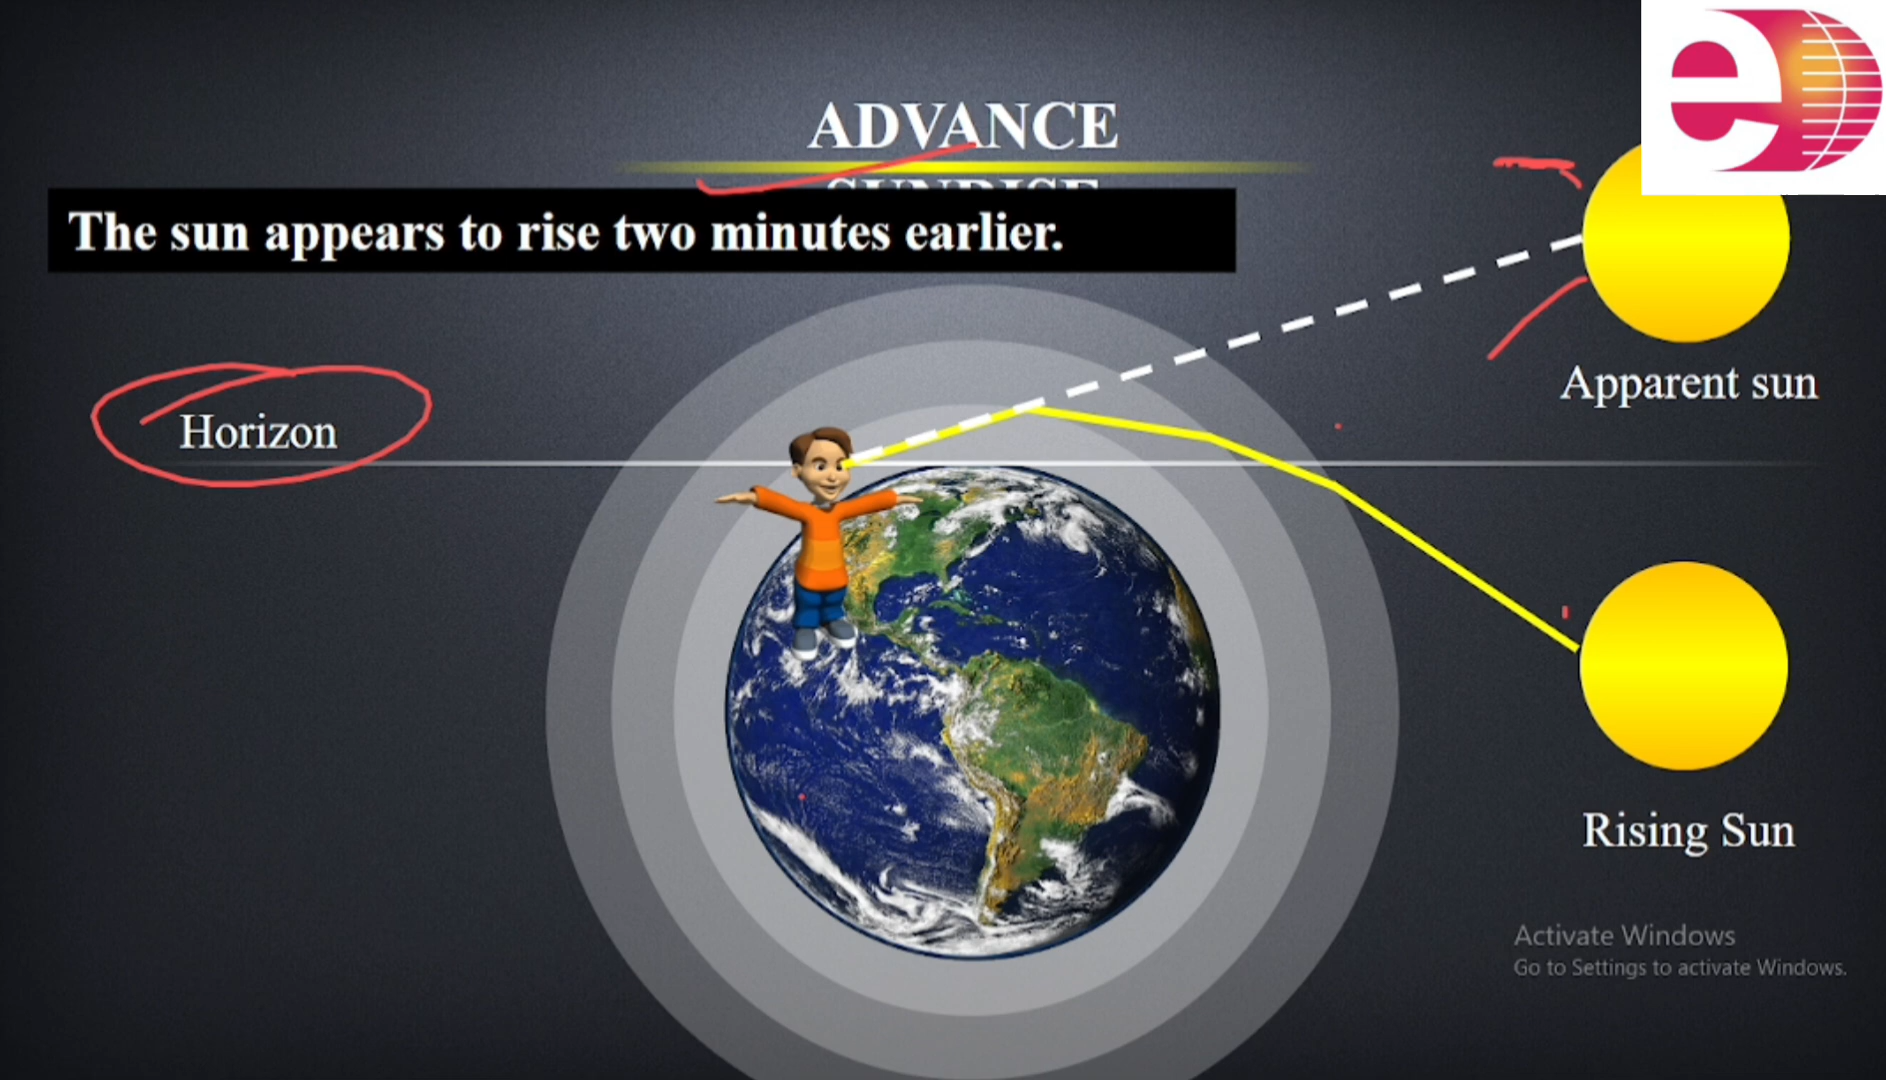 ADVANCE
SUNRISE
The sun appears to rise two minutes earlier.
Apparent sun
Horizon
Rising Sun
Activate Windows
Go to Settings to activate Windows.